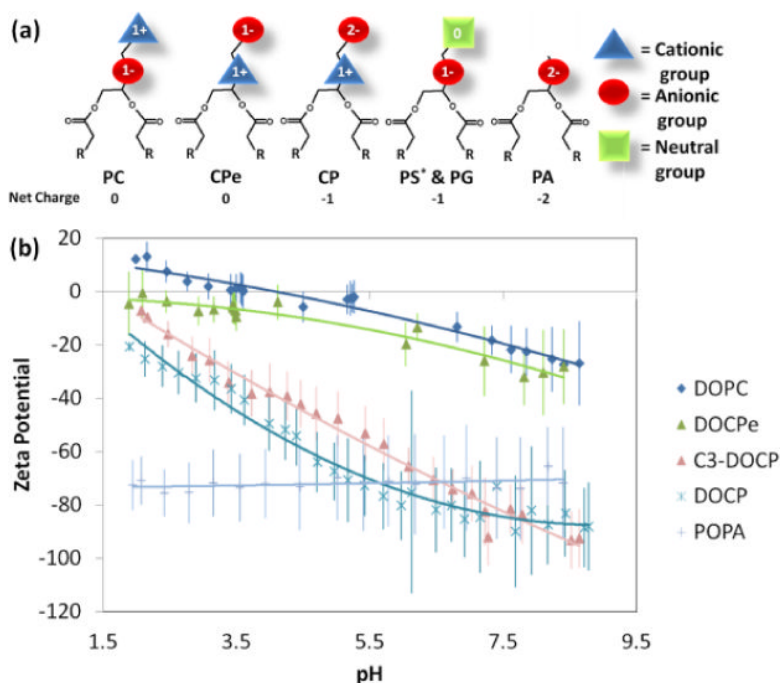 (a)
1+ 1- 2- 0
1- 1+ 1+ 1- 2-
O O O O O O O O O O
O O O O O O O O O O
R R R R R R R R R R
PC CPe CP PS* & PG PA
Net Charge 0 0 -1 -1 -2
= Cationic
group
= Anionic
group
= Neutral
group
(b)
Zeta Potential
20
0
-20
-40
-60
-80
-100
-120
1.5 3.5 5.5 7.5 9.5
pH
DOPC
DOCPe
C3-DOCP
DOCP
POPA